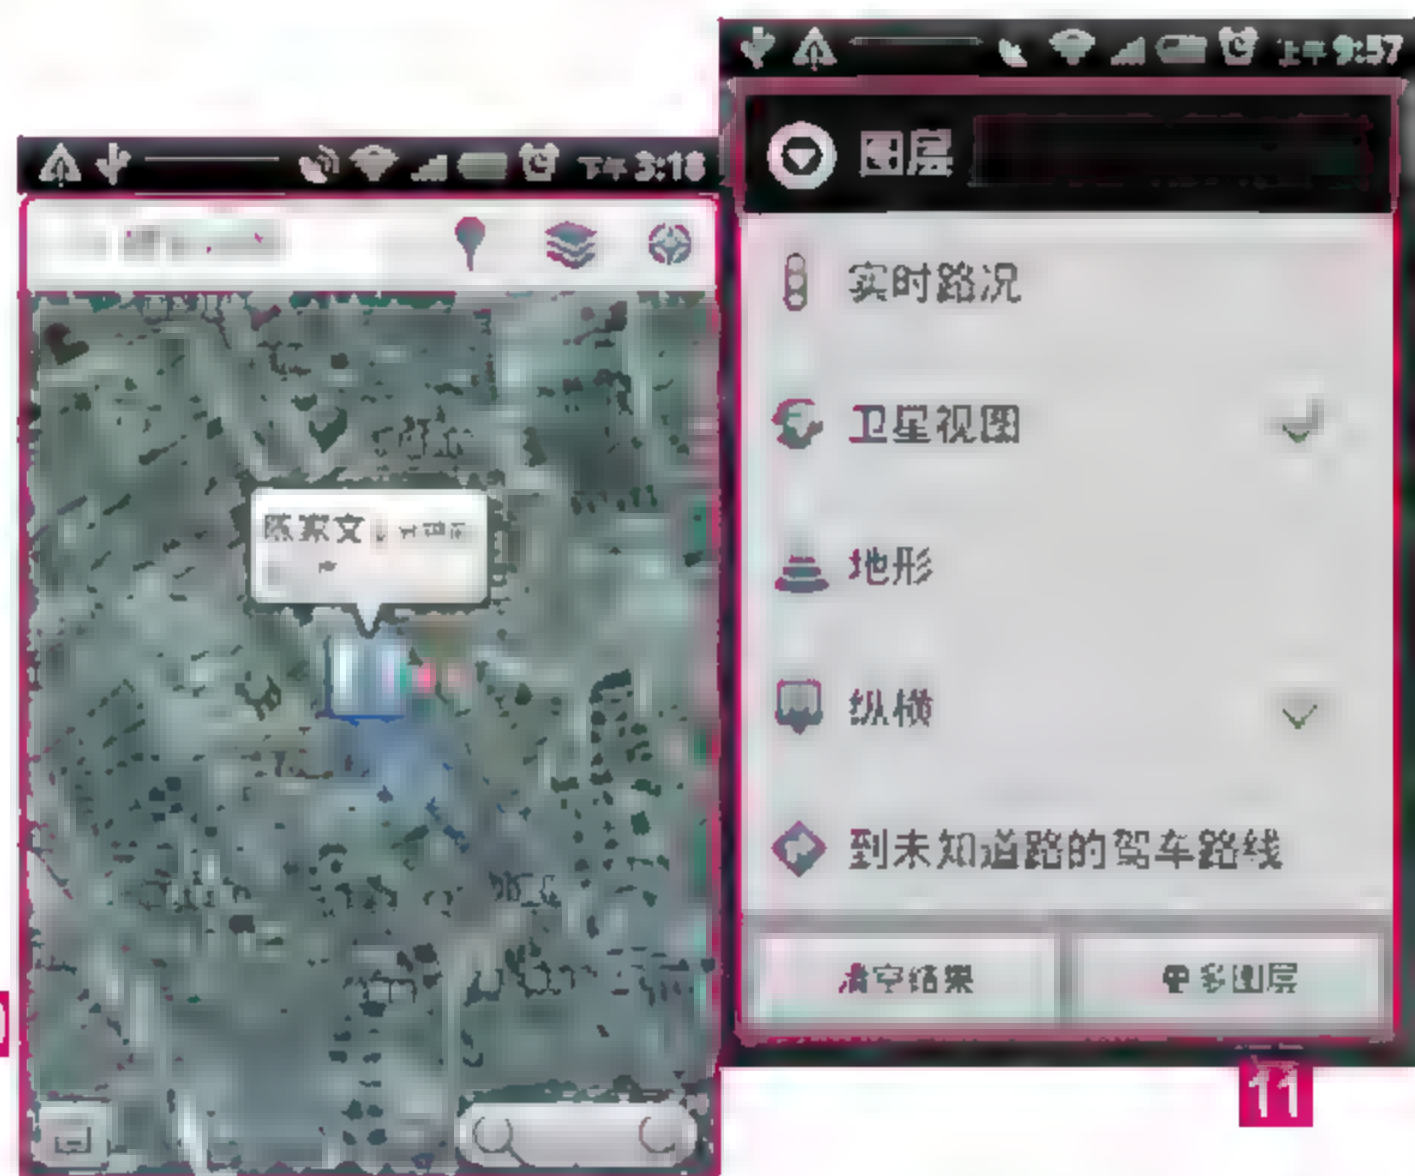 下午 3:18
陈家文
上午 9:57
图层
实时路况
卫星视图
地形
纵横
到未知道路的驾车路线
清空结果
更多图层
11